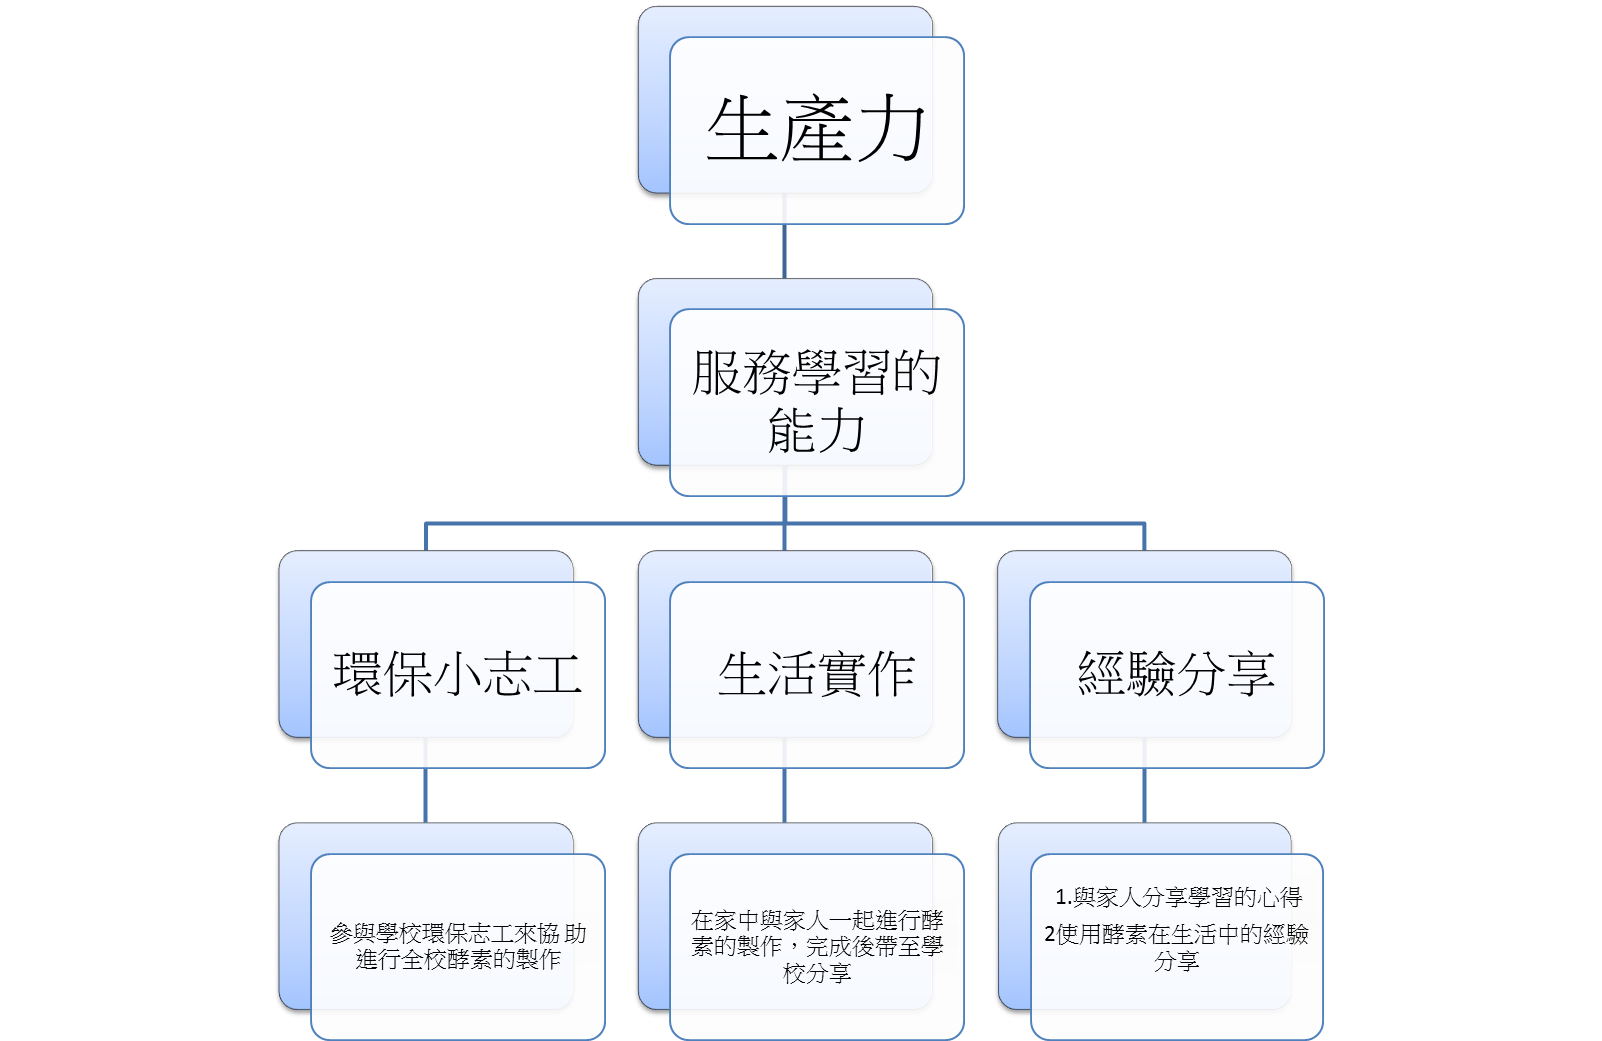 生產力
服務學習的
能力
環保小志工
生活實作
經驗分享
參與學校環保志工來協 助
進行全校酵素的製作
在家中與家人一起進行酵
素的製作，完成後帶至學
校分享
1.與家人分享學習的心得
2使用酵素在生活中的經驗
分享